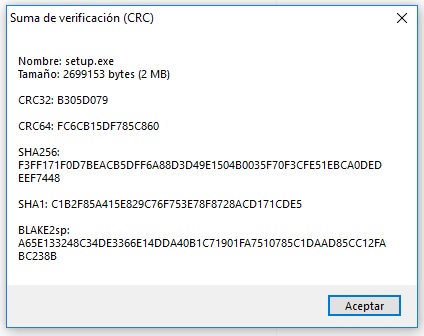 Suma de verificación (CRC)
Nombre: setup.exe
Tamaño: 2699153 bytes (2 MB)
CRC32: B305D079
CRC64: FC6CB15DF785C860
SHA256:
F3FF171F0D7BEACB5DFF6A88D3D49E1504B0035F70F3CFE51EBCA0DED
EEF7448
SHA1: C1B2F85A415E829C76F753E78F8728ACD171CDE5
BLAKE2sp:
A65E133248C34DE3366E14DDA40B1C71901FA7510785C1DAAD85CC12FA
BC238B
Aceptar